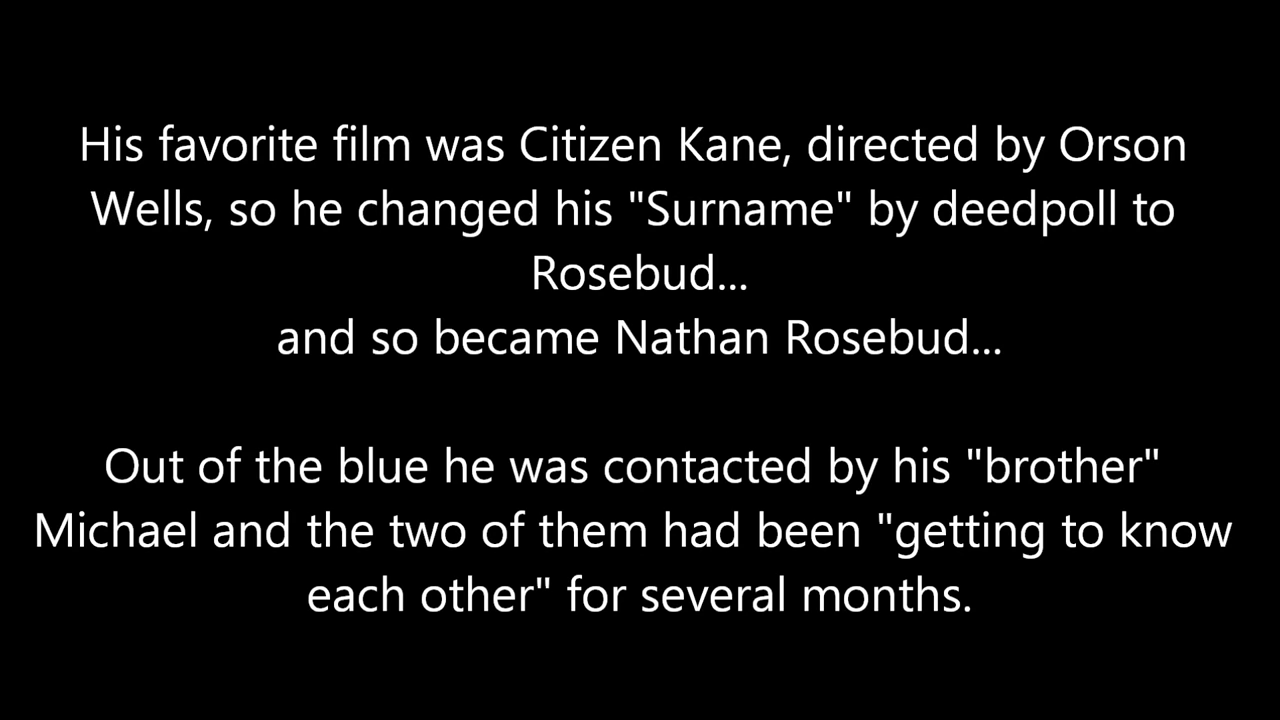 His favorite film was Citizen Kane, directed by Orson
Wells, so he changed his "Surname" by deedpoll to
Rosebud...
and so became Nathan Rosebud...
Out of the blue he was contacted by his "brother"
Michael and the two of them had been "getting to know
each other" for several months.